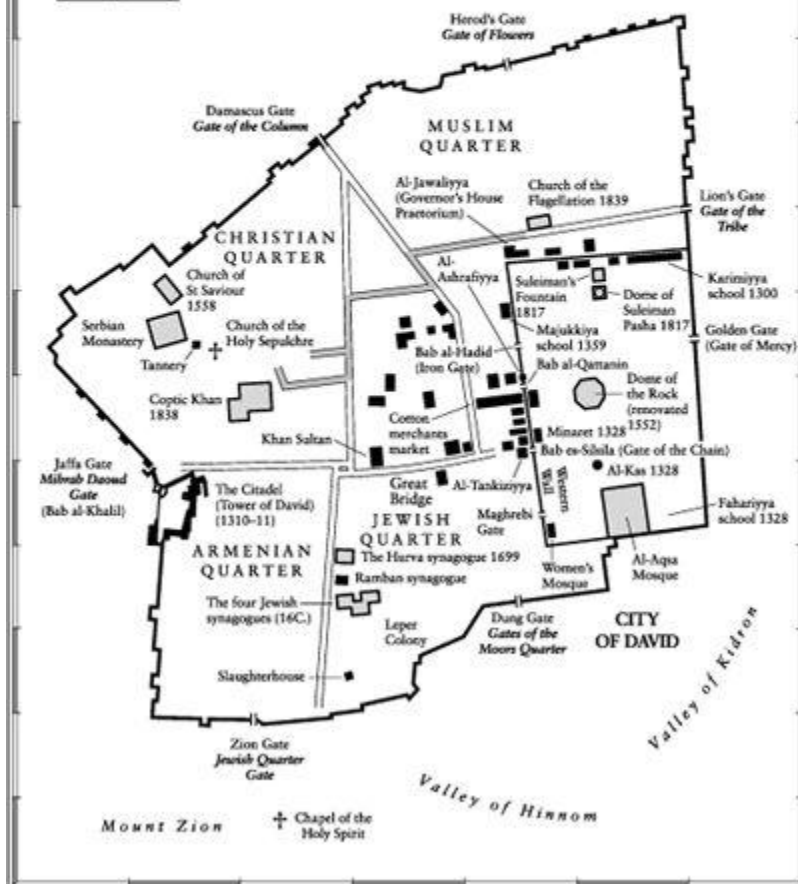 Herod's Gate
Gate of Flowers
Damascus Gate
Gate of the Column
MUSLIM
QUARTER
Al-Jawaliyya
(Governor's House
Praetorium)
Church of the
Flagellation 1839
Lion's Gate
Gate of the
Tribe
CHRISTIAN
QUARTER
Al-
Ashrafiyya
Church of
St Saviour
1558
Suleiman's
Fountain
1817
Karimiyya
school 1300
Dome of
Suleiman
Pasha 1817
Serbian
Monastery
Church of the
Holy Sepulchre
Majukkiya
school 1359
Golden Gate
(Gate of Mercy)
Tannery
Bab al-Hadid
(Iron Gate)
Bab al-Qattanin
Coptic Khan
1838
Dome of
the Rock
(renovated
1552)
Cotton
merchants
market
Minaret 1328
Khan Sultan
Bab es-Silsila (Gate of the Chain)
Jaffa Gate
Mihrab Daoud
Gate
(Bab al-Khalil)
Al-Kas 1328
The Citadel
(Tower of David)
(1310–11)
Great
Bridge
Al-Tankiziyya
Western
Wall
Maghrebi
Gate
Fahariyya
school 1328
JEWISH
QUARTER
ARMENIAN
QUARTER
The Hurva synagogue 1699
Women's
Mosque
Al-Aqsa
Mosque
Ramban synagogue
The four Jewish
synagogues (16C.)
Leper
Colony
Dung Gate
Gates of the
Moors Quarter
CITY
OF DAVID
Slaughterhouse
Valley of Kidron
Zion Gate
Jewish Quarter
Gate
Valley of Hinnom
Mount Zion
Chapel of the
Holy Spirit